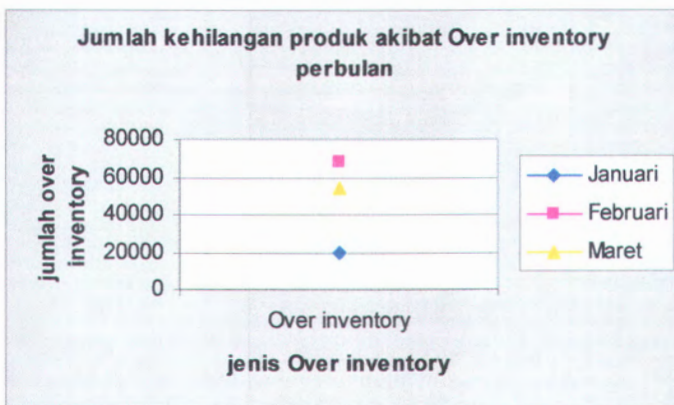 Jumlah kehilangan produk akibat Over inventory
perbulan
jumlah over
inventory
80000
60000
40000
20000
0
Over inventory
jenis Over inventory
Januari
Februari
Maret